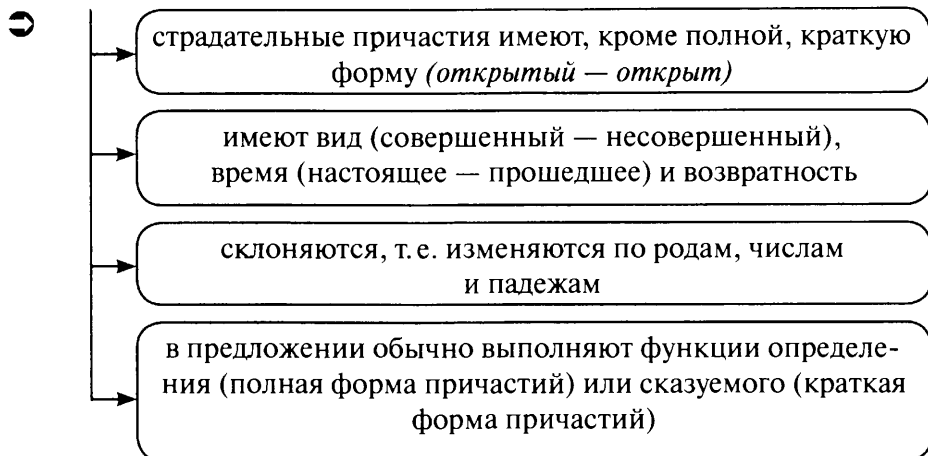 страдательные причастия имеют, кроме полной, краткую
форму (открытый — открыт)
имеют вид (совершенный — несовершенный),
время (настоящее — прошедшее) и возвратность
склоняются, т. е. изменяются по родам, числам
и падежам
в предложении обычно выполняют функции определе-
ния (полная форма причастий) или сказуемого (краткая
форма причастий)